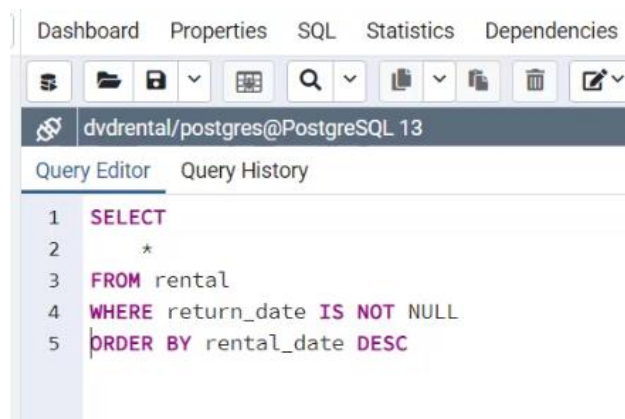 Dashboard Properties SQL Statistics Dependencies
dvdrental/postgres@PostgreSQL 13
Query Editor Query History
1 SELECT
2 *
3 FROM rental
4 WHERE return_date IS NOT NULL
5 ORDER BY rental_date DESC